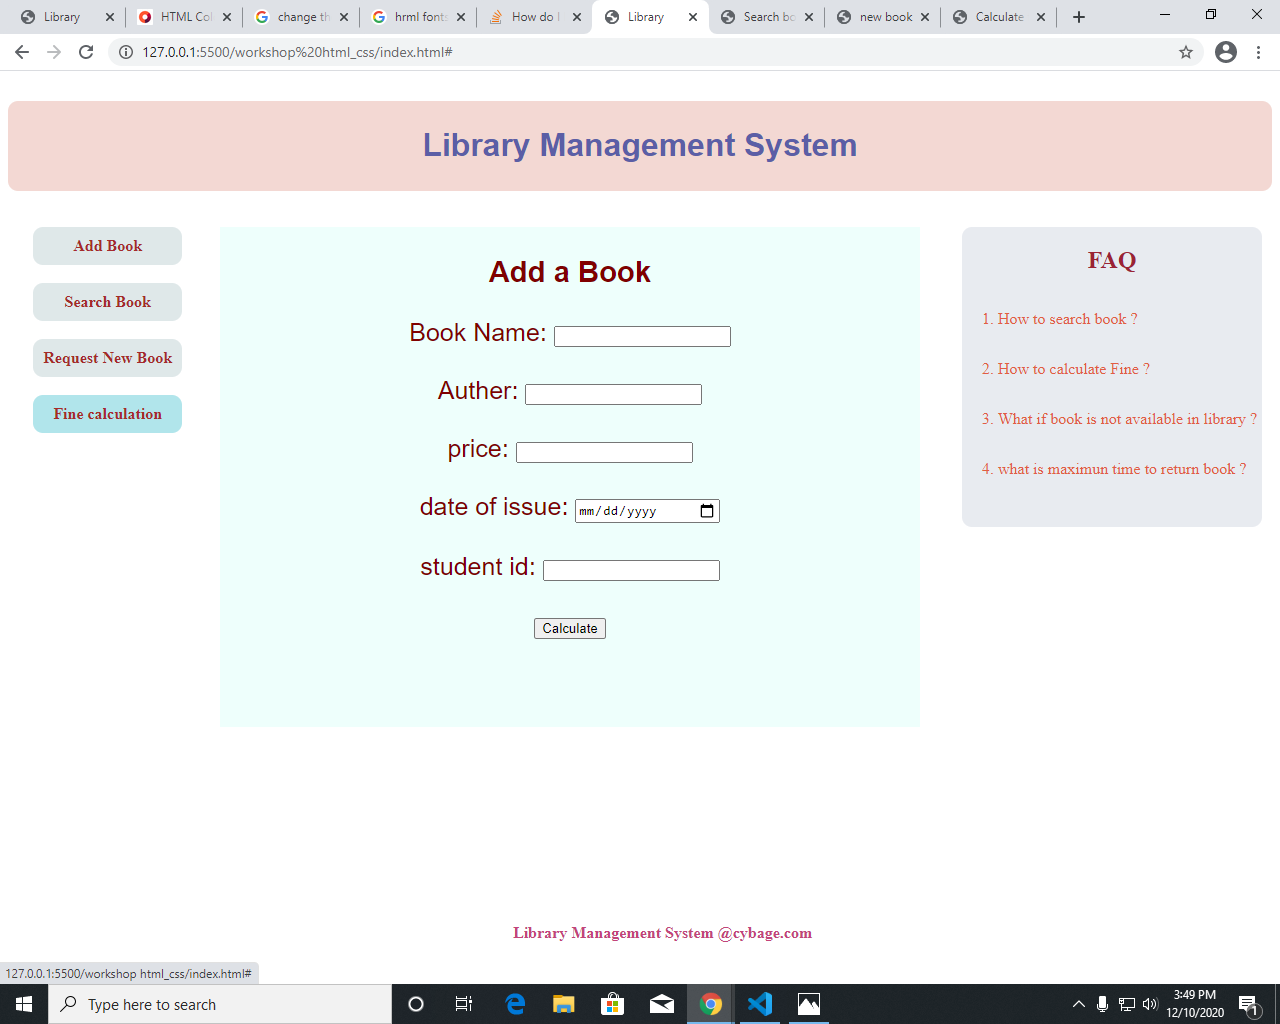 Library
HTML Col
change th
hrml fonts
How do I
Library
Search bo
new book
Calculate
127.0.0.1:5500/workshop%20html_css/index.html#
Library Management System
Add Book
Search Book
Request New Book
Fine calculation
Add a Book
Book Name:
Auther:
price:
date of issue: mm/dd/yyyy
student id:
Calculate
FAQ
1. How to search book ?
2. How to calculate Fine ?
3. What if book is not available in library ?
4. what is maximun time to return book ?
Library Management System @cybage.com
127.0.0.1:5500/workshop html_css/index.html#
Type here to search
3:49 PM
12/10/2020
1